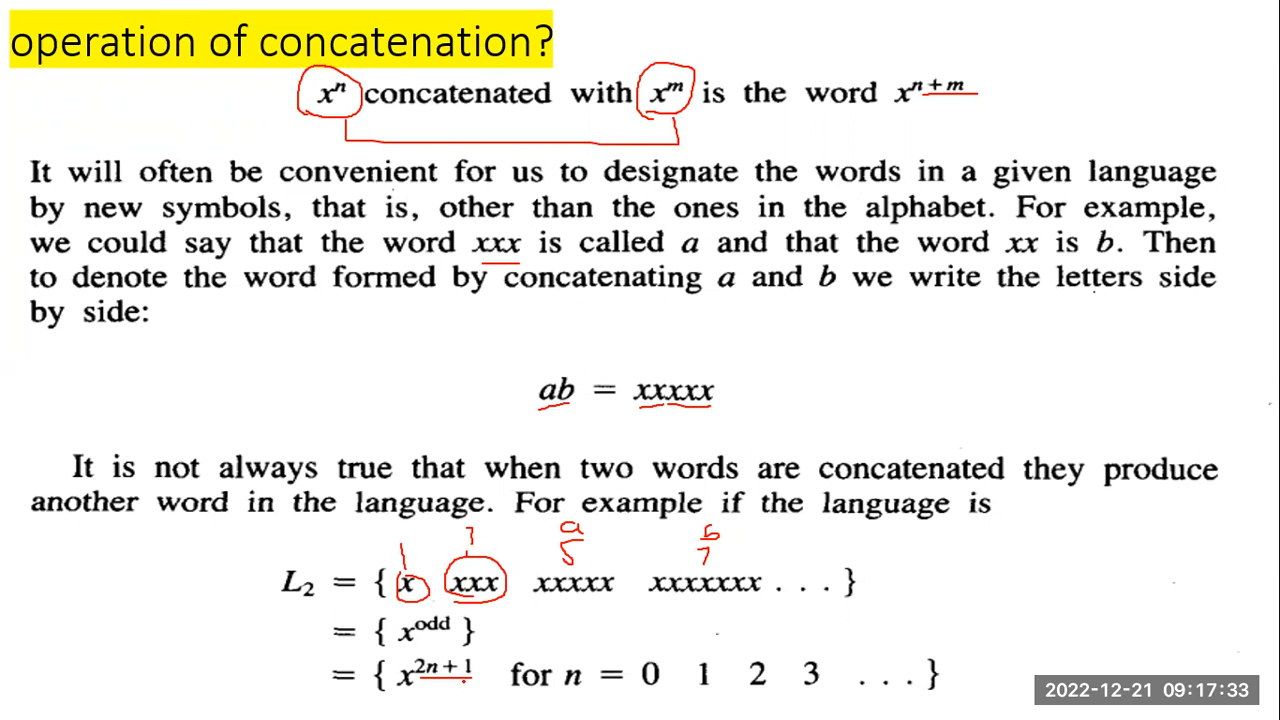 operation of concatenation?
xⁿ concatenated with xᵐ is the word xⁿ⁺ᵐ
It will often be convenient for us to designate the words in a given language
by new symbols, that is, other than the ones in the alphabet. For example,
we could say that the word xxx is called a and that the word xx is b. Then
to denote the word formed by concatenating a and b we write the letters side
by side:
ab = xxxxx
It is not always true that when two words are concatenated they produce
another word in the language. For example if the language is
a b
1 5 7
L₂ = { x xxx xxxxx xxxxxxx . . . }
= { x^odd }
= { x²ⁿ⁺¹ for n = 0 1 2 3 . . . }
2022-12-21 09:17:33